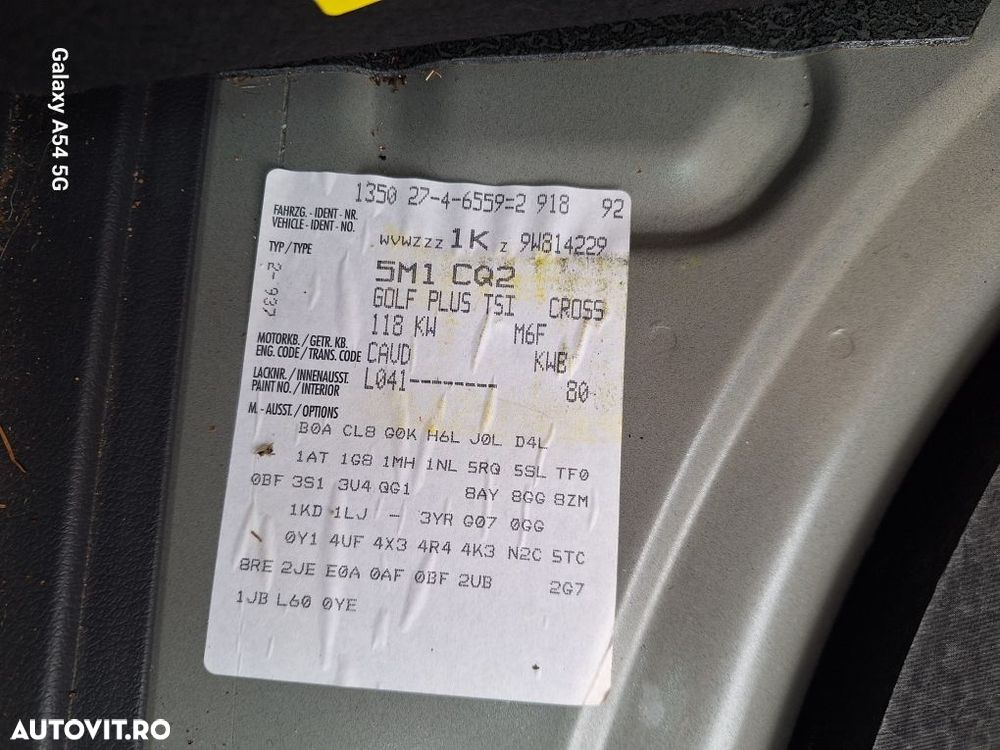 Galaxy A54 5G
1350 27-4-6559=2 918 92
FAHRZG. - IDENT - NR.
VEHICLE - IDENT - NO. WVWZZZ 1K Z 9W814229
TYP / TYPE 5M1 CQ2
2- 937
GOLF PLUS TSI CROSS
118 KW M6F
MOTORKB. / GETR. KB.
ENG. CODE / TRANS. CODE CAVD KWB
LACKNR. / INNENAUSST.
PAINT NO. / INTERIOR L041-------- 80
M. - AUSST. / OPTIONS
B0A CL8 G0K H6L J0L D4L
1AT 1G8 1MH 1NL 5RQ 5SL TF0
0BF 3S1 3U4 QG1 8AY 8GG 8ZM
1KD 1LJ - 3YR G07 0GG
0Y1 4UF 4X3 4R4 4K3 N2C 5TC
8RE 2JE E0A 0AF 0BF 2UB 2G7
1JB L60 0YE
AUTOVIT.RO